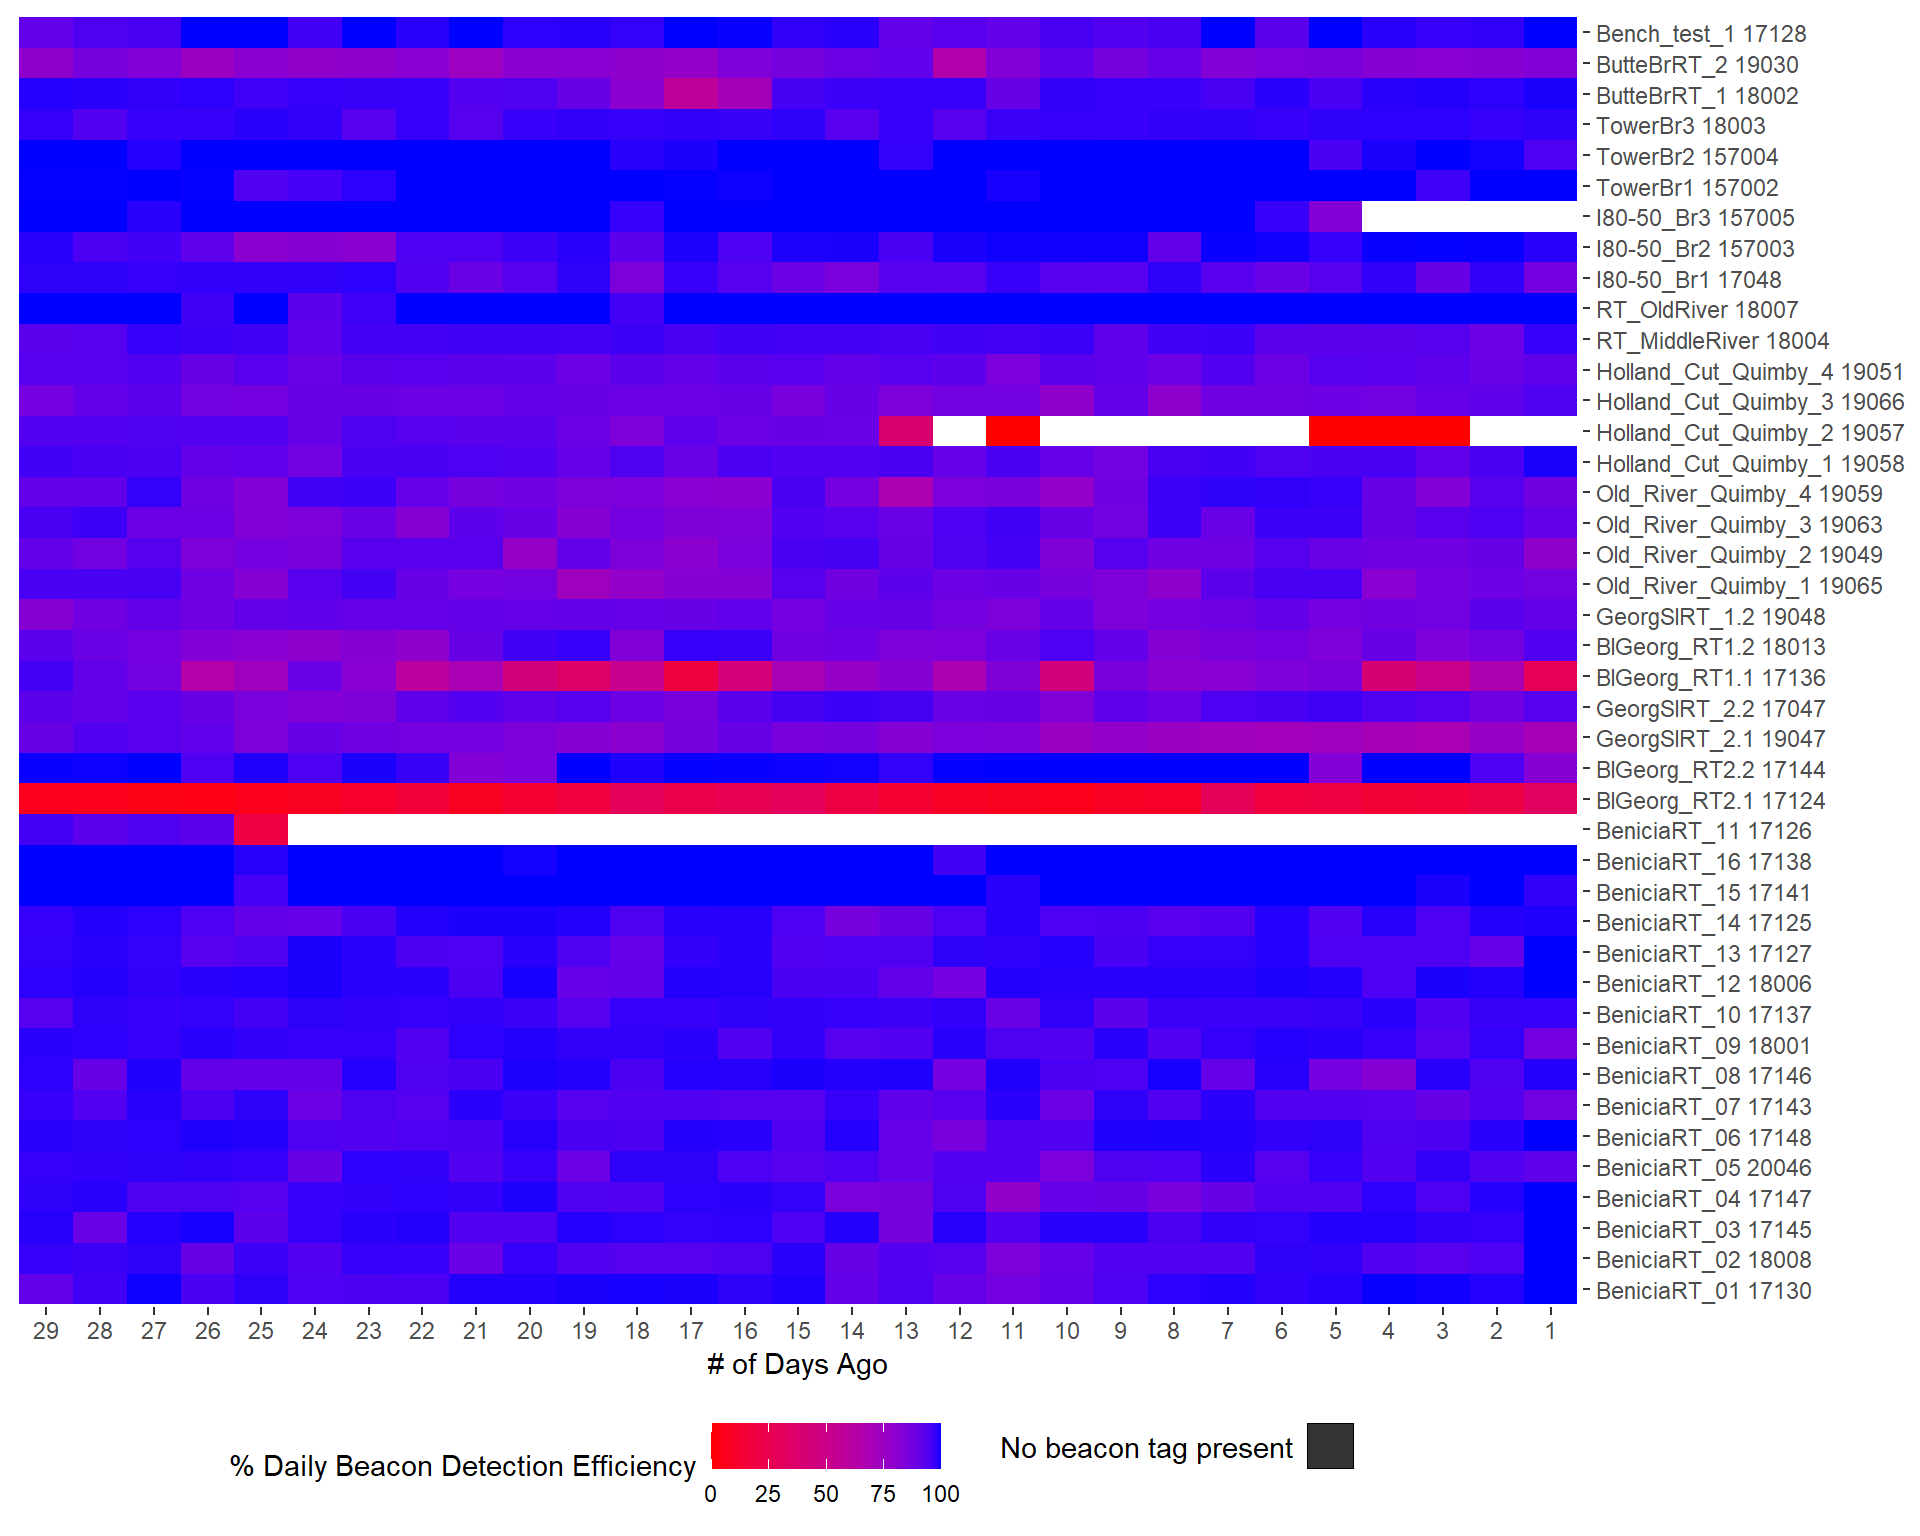 Bench_test_1 17128
ButteBrRT_2 19030
ButteBrRT_1 18002
TowerBr3 18003
TowerBr2 157004
TowerBr1 157002
I80-50_Br3 157005
I80-50_Br2 157003
I80-50_Br1 17048
RT_OldRiver 18007
RT_MiddleRiver 18004
Holland_Cut_Quimby_4 19051
Holland_Cut_Quimby_3 19066
Holland_Cut_Quimby_2 19057
Holland_Cut_Quimby_1 19058
Old_River_Quimby_4 19059
Old_River_Quimby_3 19063
Old_River_Quimby_2 19049
Old_River_Quimby_1 19065
GeorgSlRT_1.2 19048
BlGeorg_RT1.2 18013
BlGeorg_RT1.1 17136
GeorgSlRT_2.2 17047
GeorgSlRT_2.1 19047
BlGeorg_RT2.2 17144
BlGeorg_RT2.1 17124
BeniciaRT_11 17126
BeniciaRT_16 17138
BeniciaRT_15 17141
BeniciaRT_14 17125
BeniciaRT_13 17127
BeniciaRT_12 18006
BeniciaRT_10 17137
BeniciaRT_09 18001
BeniciaRT_08 17146
BeniciaRT_07 17143
BeniciaRT_06 17148
BeniciaRT_05 20046
BeniciaRT_04 17147
BeniciaRT_03 17145
BeniciaRT_02 18008
BeniciaRT_01 17130
29 28 27 26 25 24 23 22 21 20 19 18 17 16 15 14 13 12 11 10 9 8 7 6 5 4 3 2 1
# of Days Ago
% Daily Beacon Detection Efficiency
0 25 50 75 100
No beacon tag present